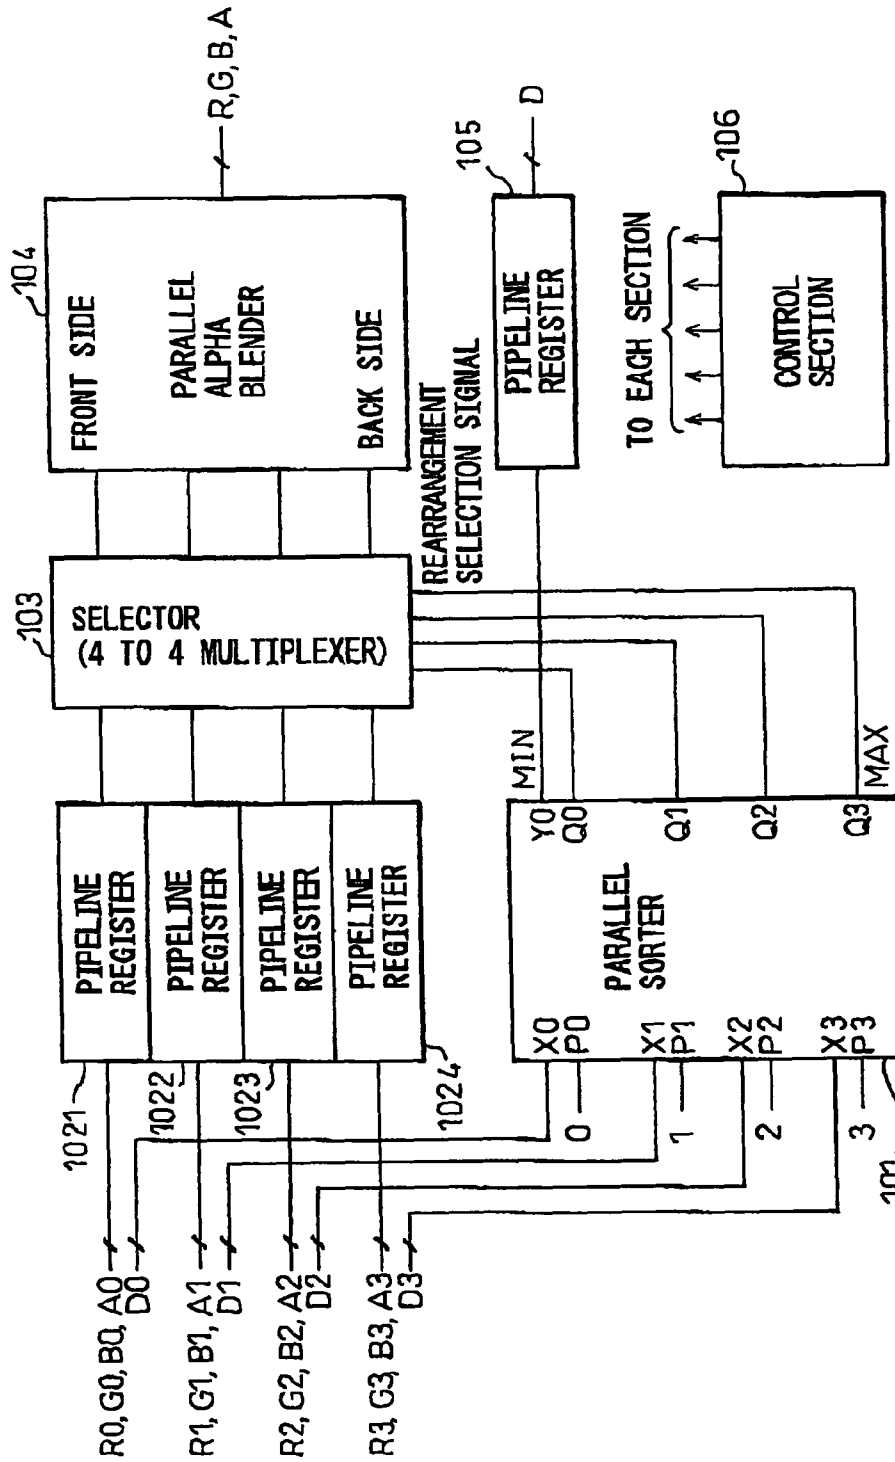 R0, G0, B0, A0
D0
R1, G1, B1, A1
D1
R2, G2, B2, A2
D2
R3, G3, B3, A3
D3
1021
PIPELINE
REGISTER
1022
PIPELINE
REGISTER
1023
PIPELINE
REGISTER
1024
PIPELINE
REGISTER
103
SELECTOR
(4 TO 4 MULTIPLEXER)
104
FRONT SIDE
PARALLEL
ALPHA
BLENDER
BACK SIDE
R, G, B, A
REARRANGEMENT
SELECTION SIGNAL
X0
0 P0
X1
1 P1
X2
2 P2
X3
3 P3
PARALLEL
SORTER
MIN
Y0
Q0
Q1
Q2
Q3
MAX
101
105
PIPELINE
REGISTER
D
TO EACH SECTION
106
CONTROL
SECTION